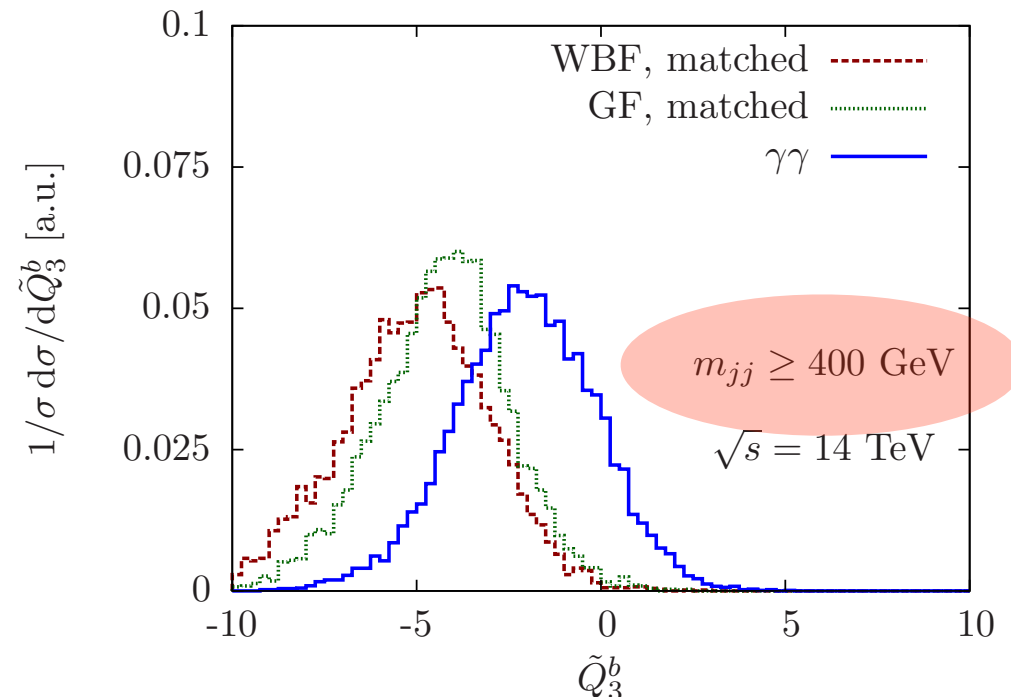 1/σ dσ/dQ̃₃ᵇ [a.u.]
0.1
0.075
0.05
0.025
0
WBF, matched
GF, matched
γγ
m_jj ≥ 400 GeV
√s = 14 TeV
-10
-5
0
5
10
Q̃₃ᵇ